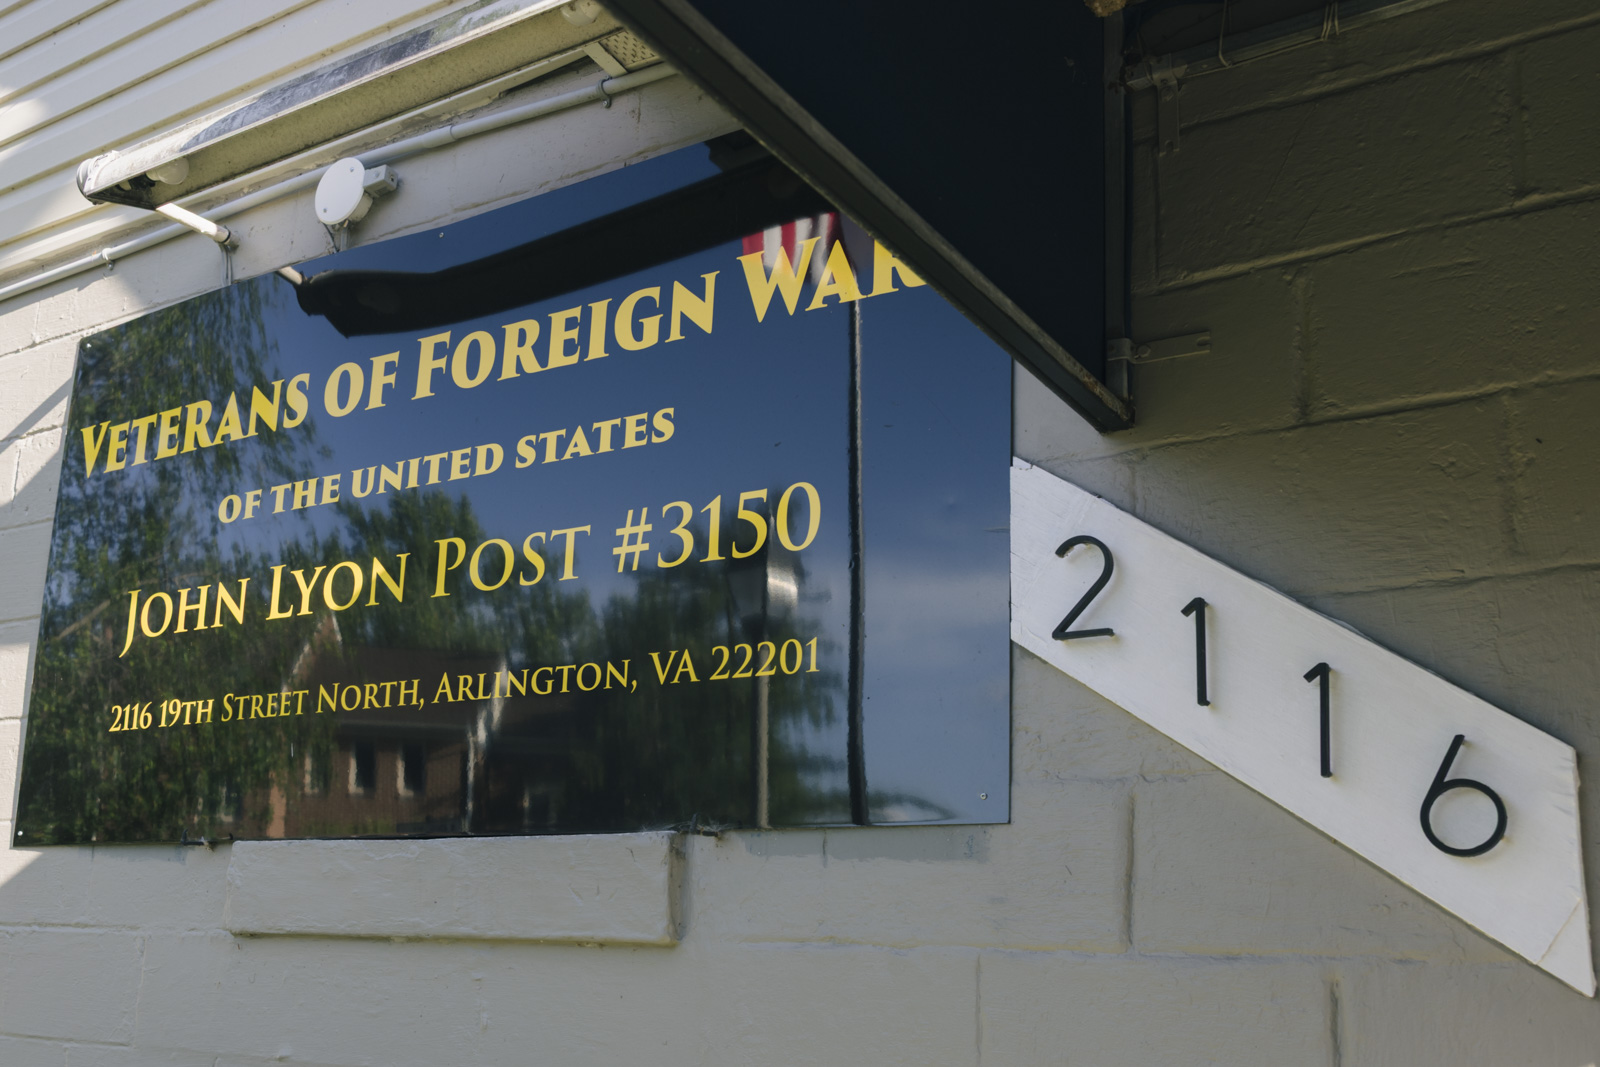 VETERANS OF FOREIGN WAR
OF THE UNITED STATES
JOHN LYON POST #3150
2116 19TH STREET NORTH, ARLINGTON, VA 22201
2116